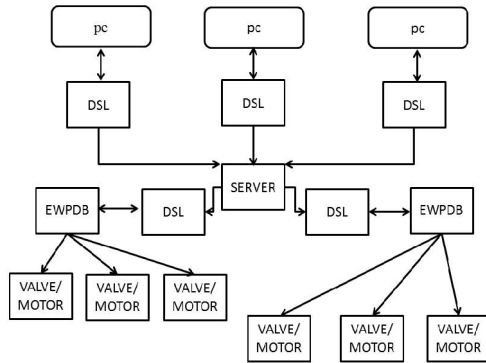 pc
pc
pc
DSL
DSL
DSL
SERVER
EWPDB
DSL
DSL
EWPDB
VALVE/
MOTOR
VALVE/
MOTOR
VALVE/
MOTOR
VALVE/
MOTOR
VALVE/
MOTOR
VALVE/
MOTOR